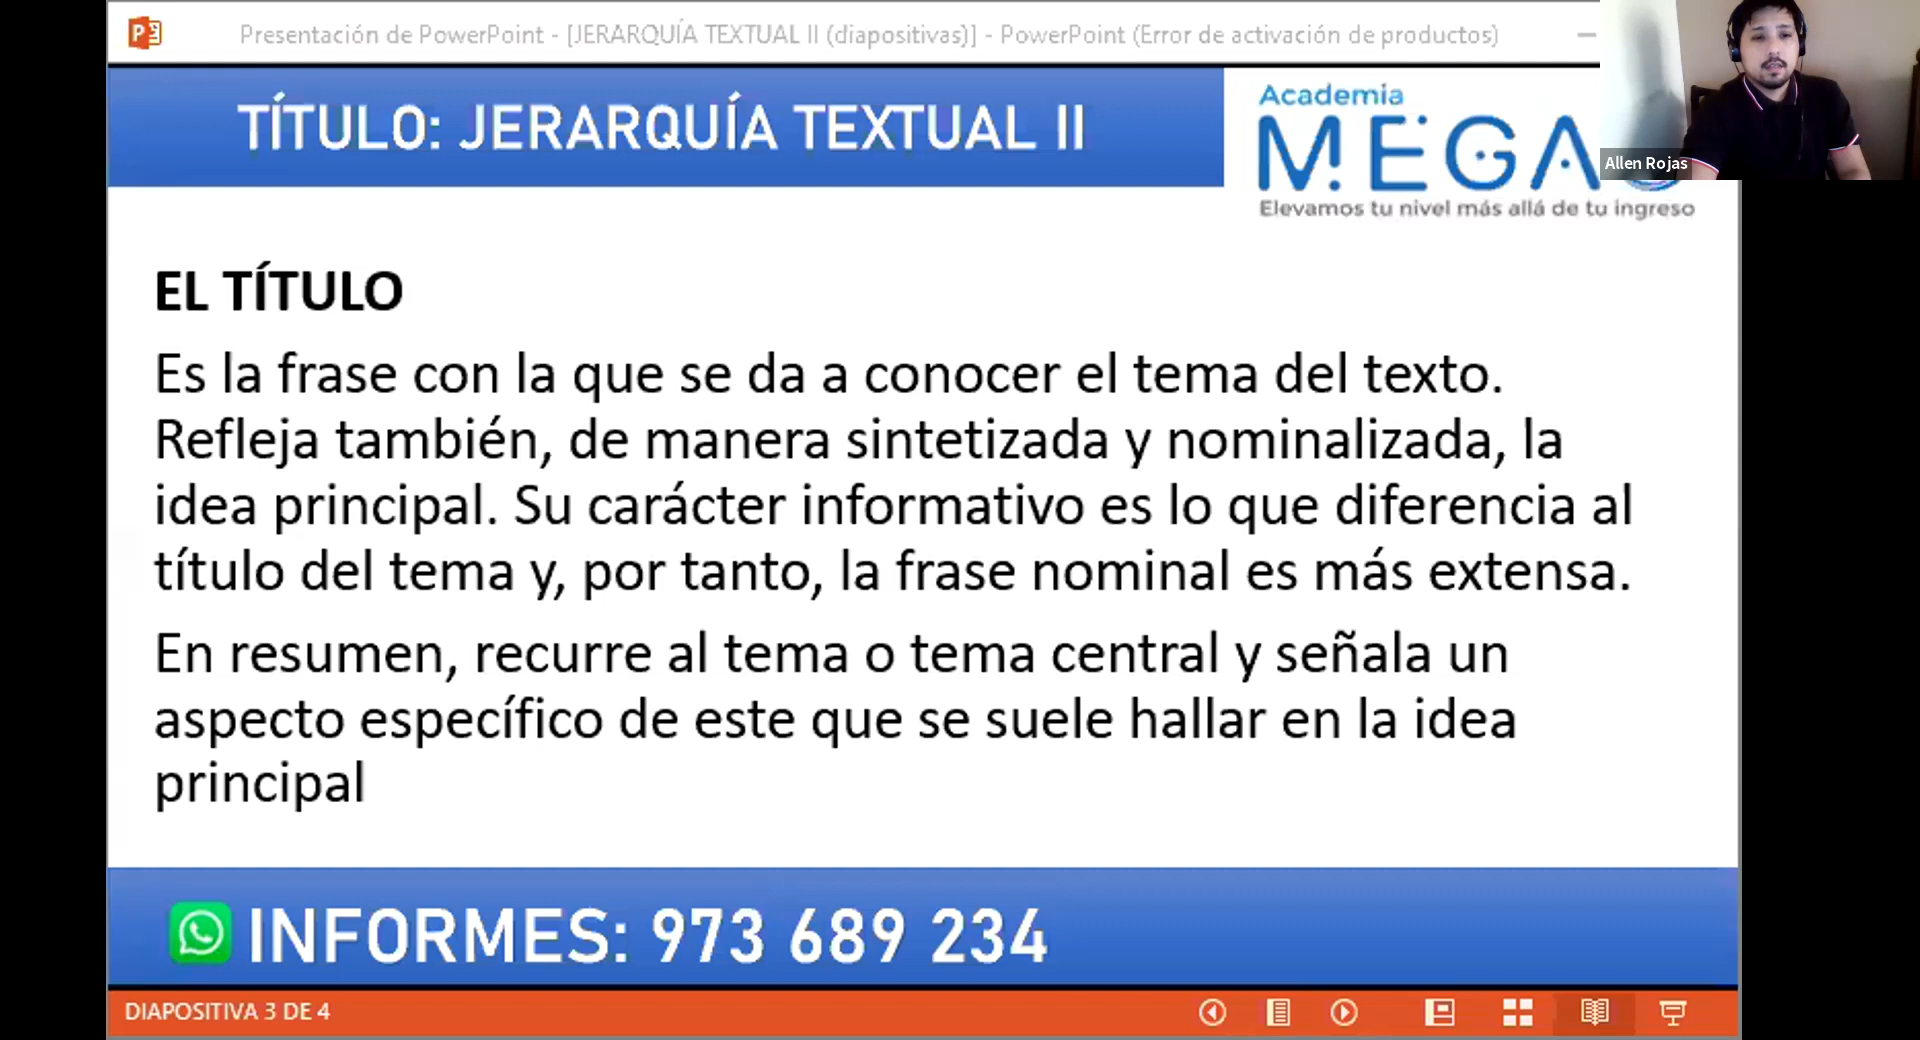 Presentación de PowerPoint - [JERARQUÍA TEXTUAL II (diapositivas)] - PowerPoint (Error de activación de productos)
TÍTULO: JERARQUÍA TEXTUAL II
Academia
MEGA
Elevamos tu nivel más allá de tu ingreso
Allen Rojas
EL TÍTULO
Es la frase con la que se da a conocer el tema del texto.
Refleja también, de manera sintetizada y nominalizada, la
idea principal. Su carácter informativo es lo que diferencia al
título del tema y, por tanto, la frase nominal es más extensa.
En resumen, recurre al tema o tema central y señala un
aspecto específico de este que se suele hallar en la idea
principal
INFORMES: 973 689 234
DIAPOSITIVA 3 DE 4